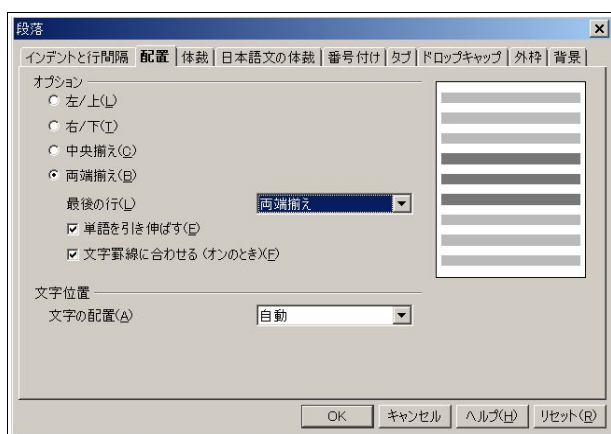 段落
インデントと行間隔 配置 体裁 日本語文の体裁 番号付け タブ ドロップキャップ 外枠 背景
オプション
左/上(L)
右/下(T)
中央揃え(C)
両端揃え(B)
最後の行(L) 両端揃え
単語を引き伸ばす(E)
文字罫線に合わせる (オンのとき)(F)
文字位置
文字の配置(A) 自動
OK キャンセル ヘルプ(H) リセット(R)